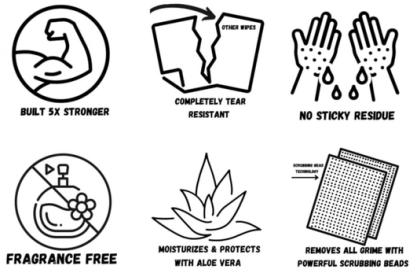 OTHER WIPES
BUILT 5X STRONGER
COMPLETELY TEAR
RESISTANT
NO STICKY RESIDUE
SCRUBBING BEAD
TECHNOLOGY
FRAGRANCE FREE
MOISTURIZES & PROTECTS
WITH ALOE VERA
REMOVES ALL GRIME WITH
POWERFUL SCRUBBING BEADS